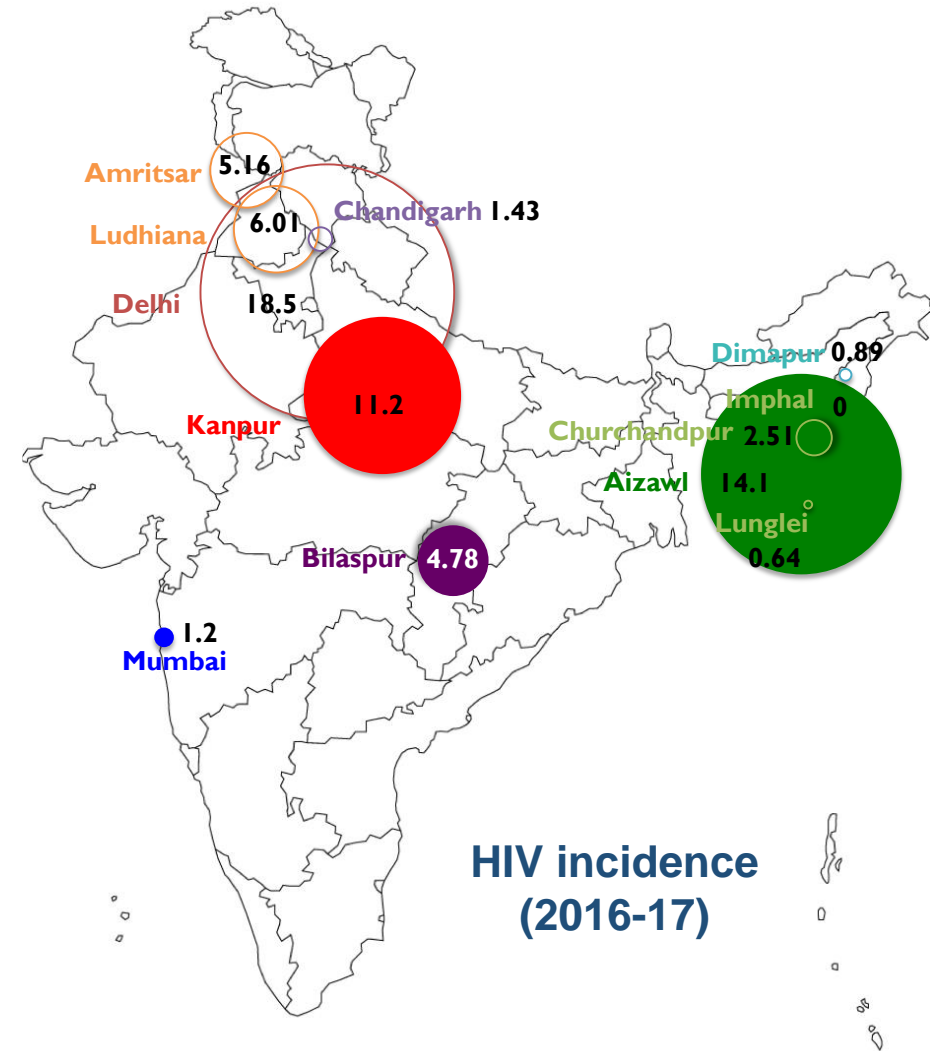 Amritsar 5.16
Ludhiana 6.01
Chandigarh 1.43
Delhi 18.5
Kanpur 11.2
Dimapur 0.89
Imphal 0
Churchandpur 2.51
Aizawl 14.1
Lunglei 0.64
Bilaspur 4.78
1.2
Mumbai
HIV incidence
(2016-17)